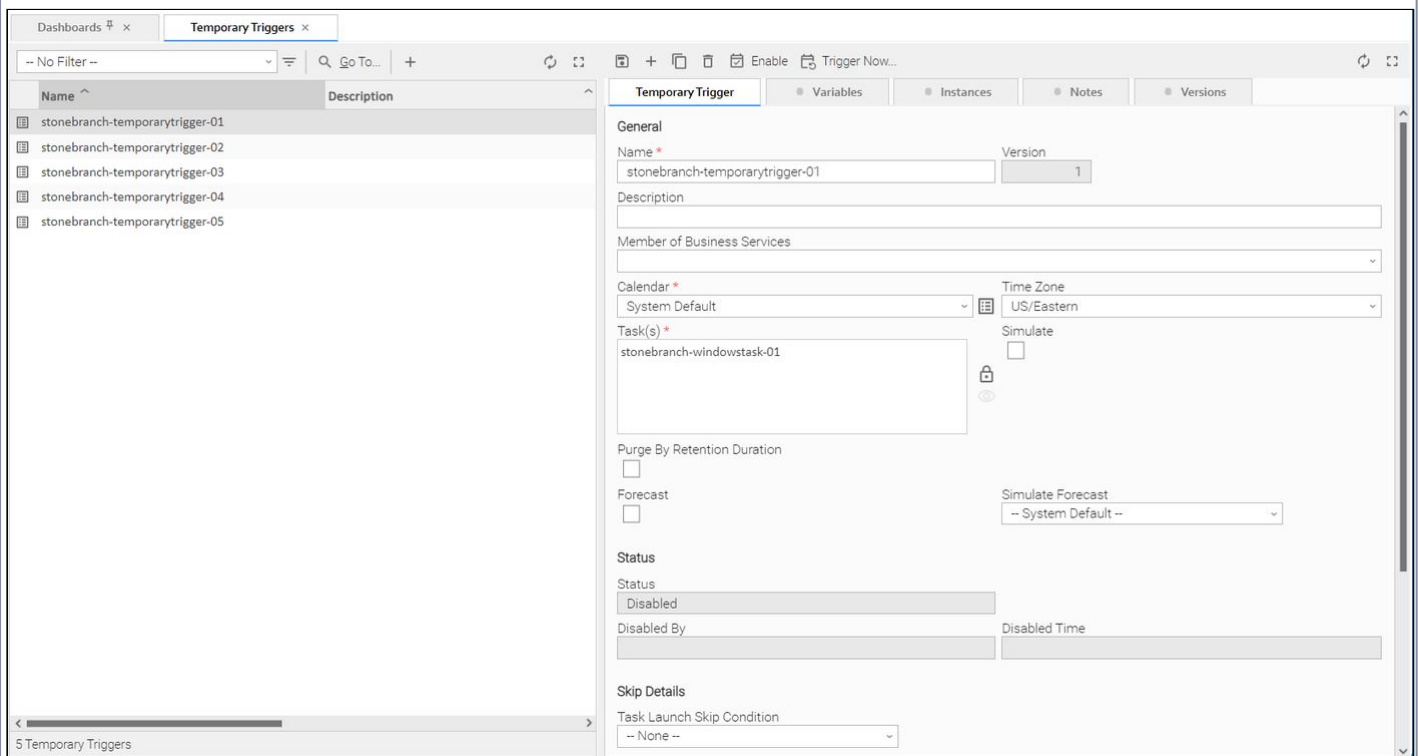 Dashboards
Temporary Triggers
-- No Filter --
Go To...
Enable
Trigger Now...
Name
Description
stonebranch-temporarytrigger-01
stonebranch-temporarytrigger-02
stonebranch-temporarytrigger-03
stonebranch-temporarytrigger-04
stonebranch-temporarytrigger-05
5 Temporary Triggers
Temporary Trigger
Variables
Instances
Notes
Versions
General
Name *
Version
stonebranch-temporarytrigger-01
1
Description
Member of Business Services
Calendar *
Time Zone
System Default
US/Eastern
Task(s) *
Simulate
stonebranch-windowstask-01
Purge By Retention Duration
Forecast
Simulate Forecast
-- System Default --
Status
Status
Disabled
Disabled By
Disabled Time
Skip Details
Task Launch Skip Condition
-- None --